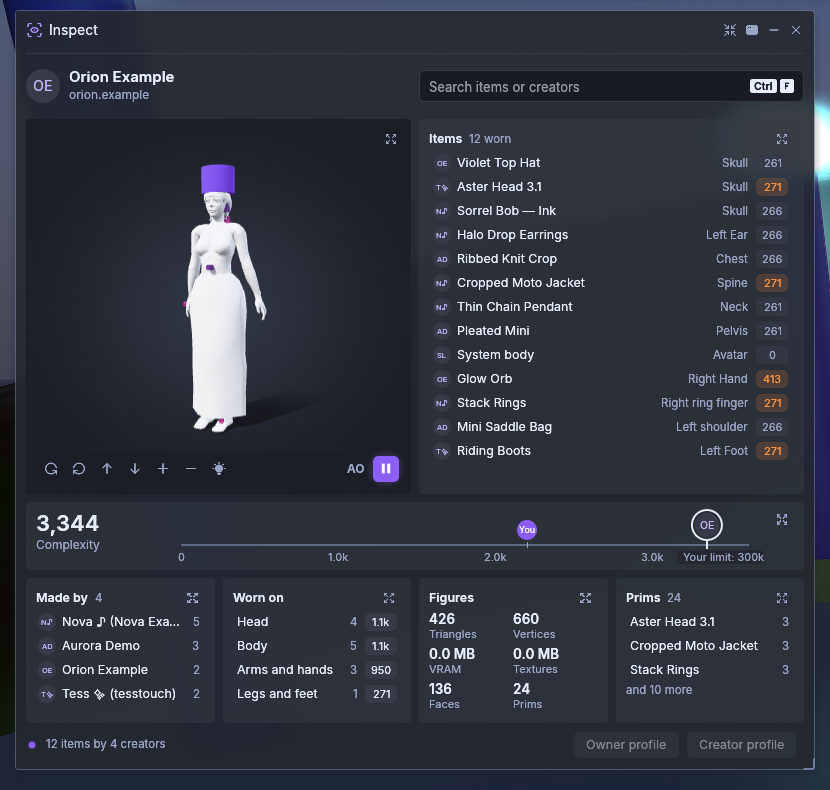 Inspect
OE Orion Example
orion.example
Search items or creators Ctrl F
Items 12 worn
OE Violet Top Hat Skull 261
T✧ Aster Head 3.1 Skull 271
N♪ Sorrel Bob — Ink Skull 266
N♪ Halo Drop Earrings Left Ear 266
AD Ribbed Knit Crop Chest 266
N♪ Cropped Moto Jacket Spine 271
N♪ Thin Chain Pendant Neck 261
AD Pleated Mini Pelvis 261
SL System body Avatar 0
OE Glow Orb Right Hand 413
N♪ Stack Rings Right ring finger 271
AD Mini Saddle Bag Left shoulder 266
T✧ Riding Boots Left Foot 271
AO
3,344
Complexity
You OE
0 1.0k 2.0k 3.0k Your limit: 300k
Made by 4
N♪ Nova ♪ (Nova Exa... 5
AD Aurora Demo 3
OE Orion Example 2
T✧ Tess ✧ (tesstouch) 2
Worn on
Head 4 1.1k
Body 5 1.1k
Arms and hands 3 950
Legs and feet 1 271
Figures
426 660
Triangles Vertices
0.0 MB 0.0 MB
VRAM Textures
136 24
Faces Prims
Prims 24
Aster Head 3.1 3
Cropped Moto Jacket 3
Stack Rings 3
and 10 more
12 items by 4 creators
Owner profile Creator profile